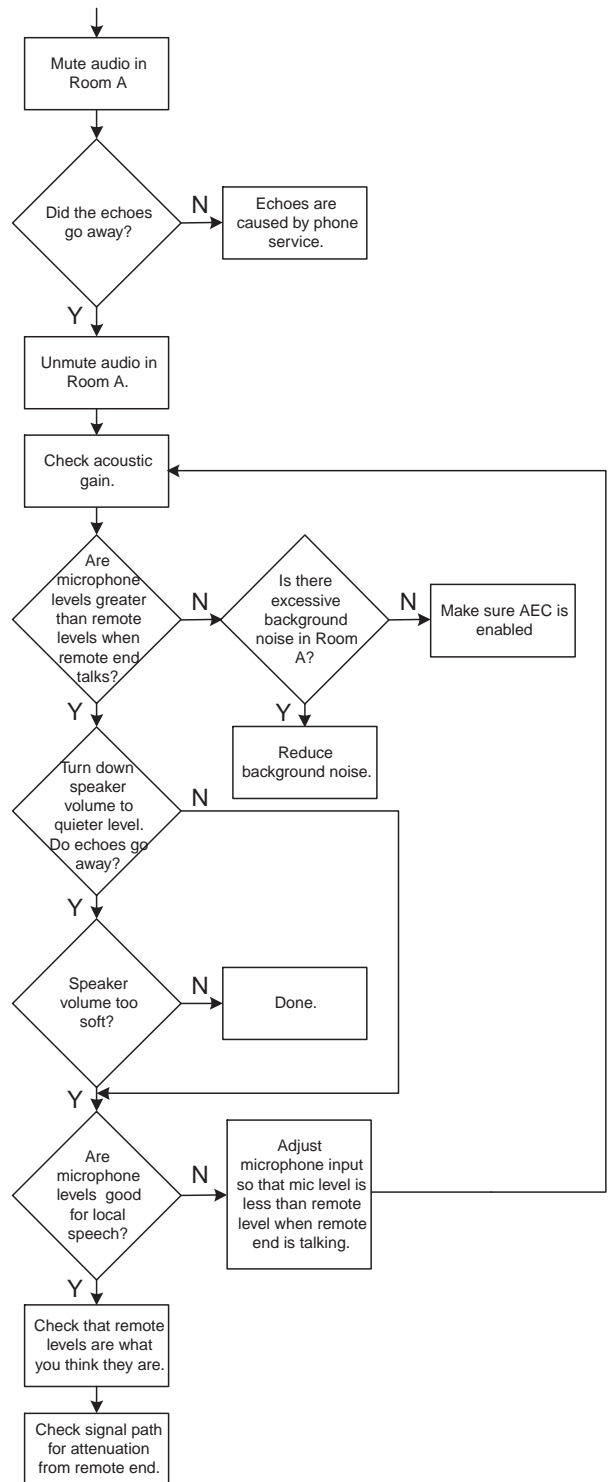 Mute audio in
Room A
Did the echoes
go away?
N
Echoes are
caused by phone
service.
Y
Unmute audio in
Room A.
Check acoustic
gain.
Are
microphone
levels greater
than remote
levels when
remote end
talks?
N
Is there
excessive
background
noise in Room
A?
N
Make sure AEC is
enabled
Y
Reduce
background noise.
Y
Turn down
speaker
volume to
quieter level.
Do echoes go
away?
N
Y
Speaker
volume too
soft?
N
Done.
Y
Are
microphone
levels good
for local
speech?
N
Adjust
microphone input
so that mic level is
less than remote
level when remote
end is talking.
Y
Check that remote
levels are what
you think they are.
Check signal path
for attenuation
from remote end.